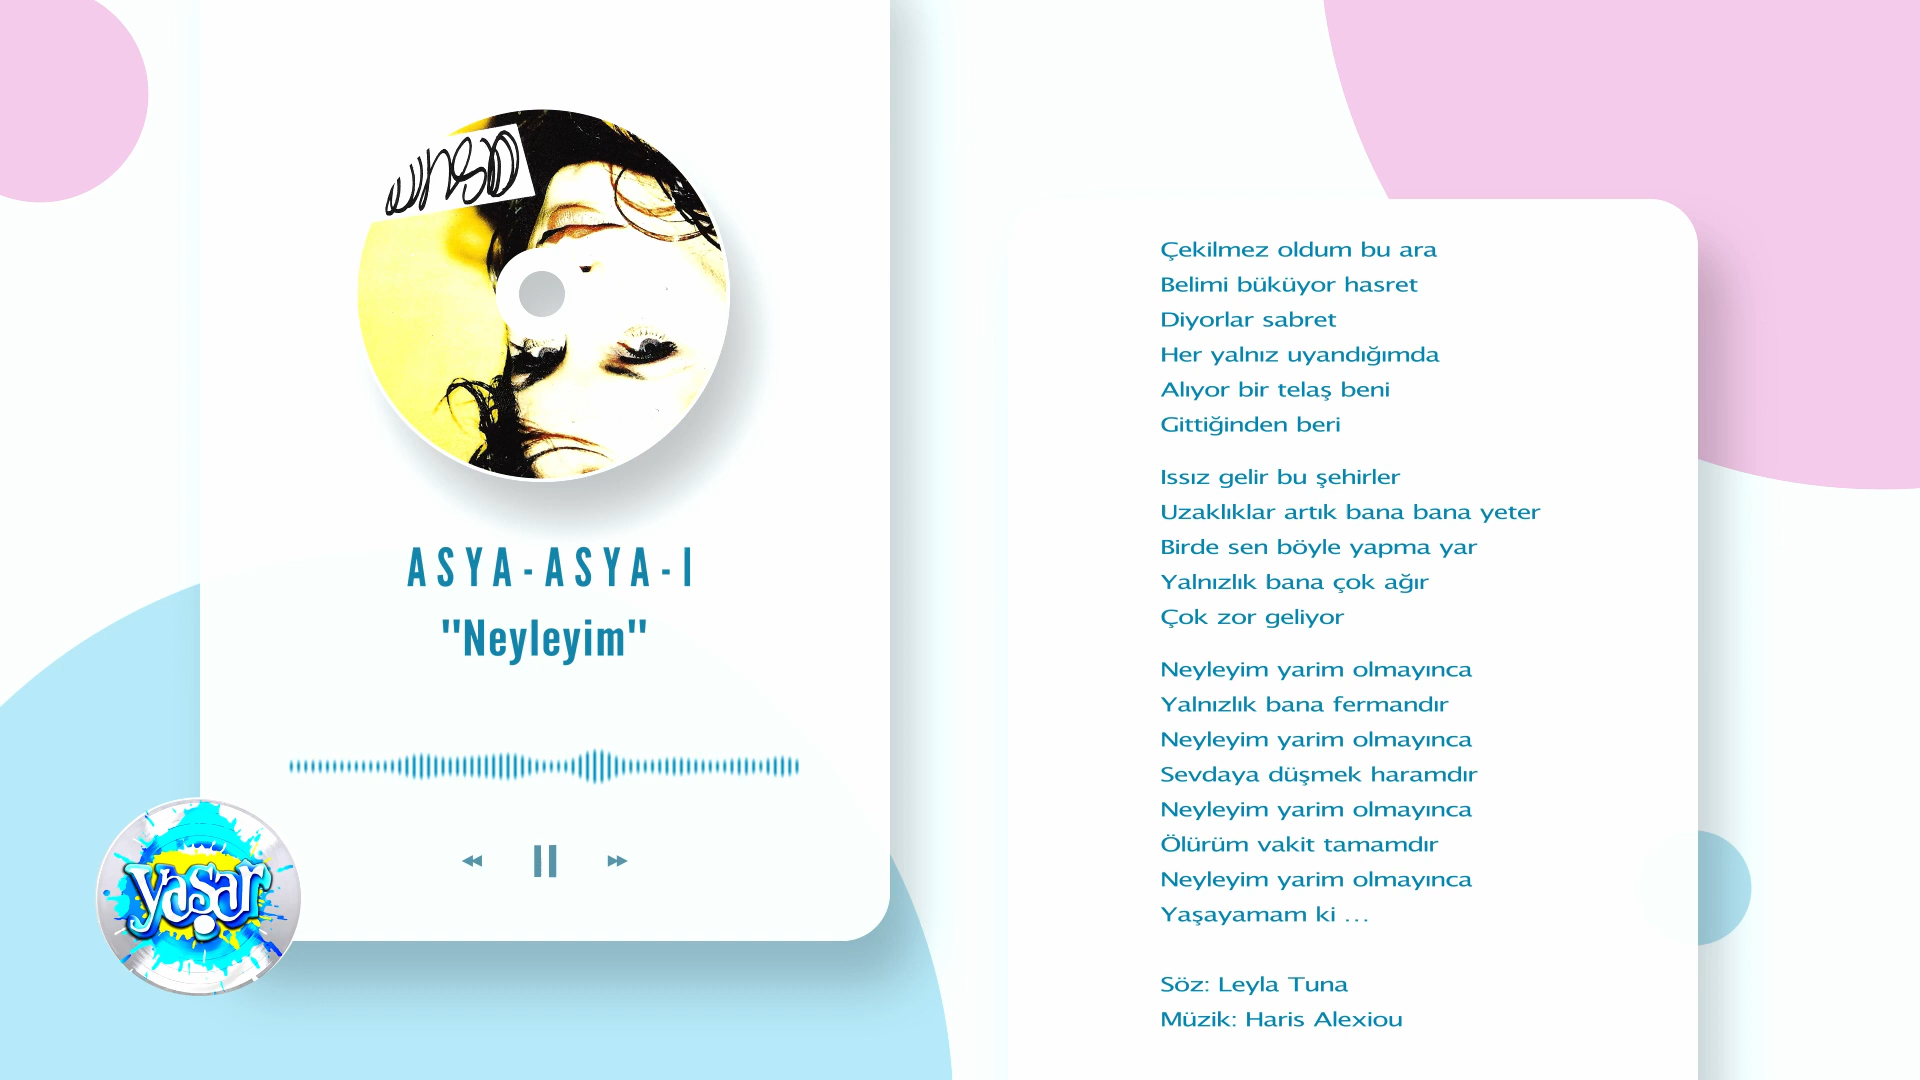 asya
ASYA-ASYA-I
"Neyleyim"
yaşar
Çekilmez oldum bu ara
Belimi büküyor hasret
Diyorlar sabret
Her yalnız uyandığımda
Alıyor bir telaş beni
Gittiğinden beri
Issız gelir bu şehirler
Uzaklıklar artık bana bana yeter
Birde sen böyle yapma yar
Yalnızlık bana çok ağır
Çok zor geliyor
Neyleyim yarim olmayınca
Yalnızlık bana fermandır
Neyleyim yarim olmayınca
Sevdaya düşmek haramdır
Neyleyim yarim olmayınca
Ölürüm vakit tamamdır
Neyleyim yarim olmayınca
Yaşayamam ki ...
Söz: Leyla Tuna
Müzik: Haris Alexiou